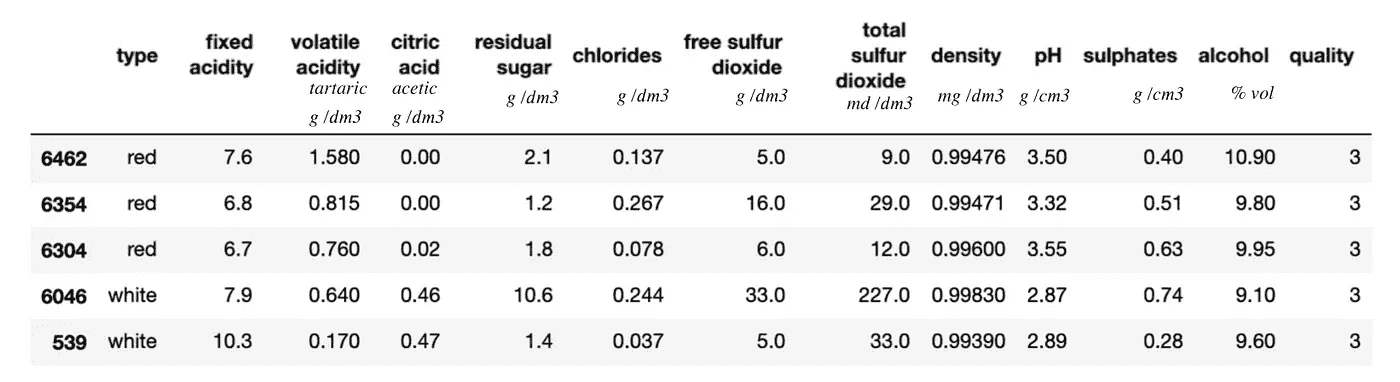 type fixed acidity volatile acidity citric acid residual sugar chlorides free sulfur dioxide total sulfur dioxide density pH sulphates alcohol quality
tartaric g /dm3 acetic g /dm3 g /dm3 g /dm3 g /dm3 md /dm3 mg /dm3 g /cm3 g /cm3 % vol
6462 red 7.6 1.580 0.00 2.1 0.137 5.0 9.0 0.99476 3.50 0.40 10.90 3
6354 red 6.8 0.815 0.00 1.2 0.267 16.0 29.0 0.99471 3.32 0.51 9.80 3
6304 red 6.7 0.760 0.02 1.8 0.078 6.0 12.0 0.99600 3.55 0.63 9.95 3
6046 white 7.9 0.640 0.46 10.6 0.244 33.0 227.0 0.99830 2.87 0.74 9.10 3
539 white 10.3 0.170 0.47 1.4 0.037 5.0 33.0 0.99390 2.89 0.28 9.60 3